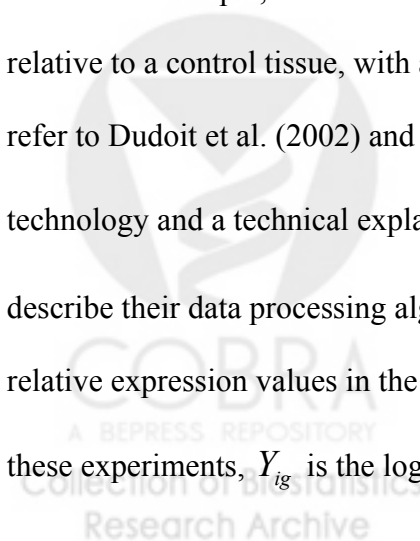 relative to a control tissue, with
refer to Dudoit et al. (2002) and
technology and a technical expla
describe their data processing alg
relative expression values in the
COBRA
A BEPRESS REPOSITORY
these experiments, Y_{ig} is the log
Collection of Biostatistics
Research Archive